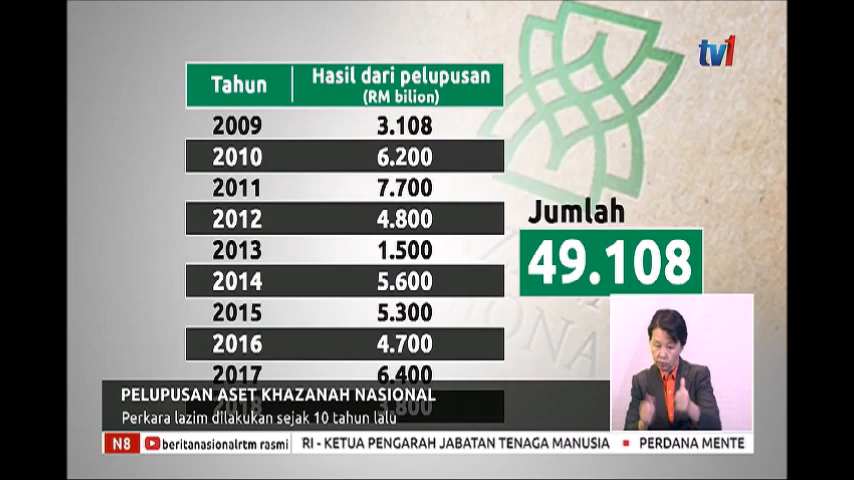 tv1
Tahun
Hasil dari pelupusan
(RM bilion)
2009 3.108
2010 6.200
2011 7.700
2012 4.800
2013 1.500
2014 5.600
2015 5.300
2016 4.700
2017 6.400
2018 3.800
Jumlah
49.108
PELUPUSAN ASET KHAZANAH NASIONAL
Perkara lazim dilakukan sejak 10 tahun lalu
N8 beritanasionalrtm rasmi RI - KETUA PENGARAH JABATAN TENAGA MANUSIA PERDANA MENTE